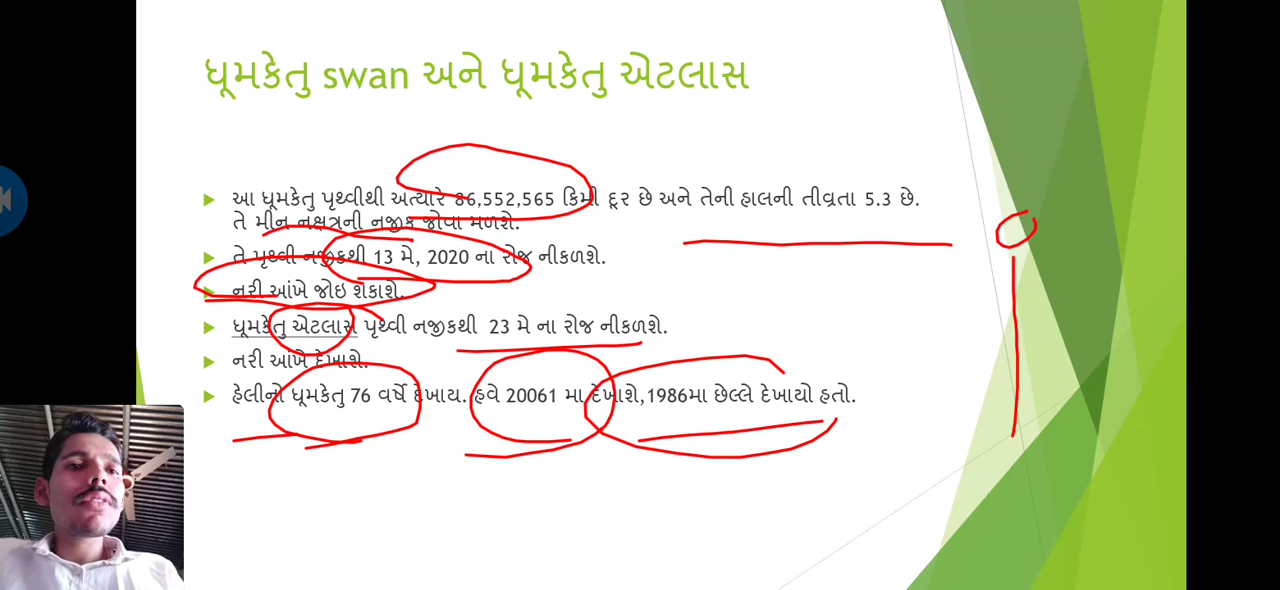 ધૂમકેતુ swan અને ધૂમકેતુ એટલાસ
આ ધૂમકેતુ પૃથ્વીથી અત્યારે 86,552,565 કિમી દૂર છે અને તેની હાલની તીવ્રતા 5.3 છે.
તે મીન નક્ષત્રની નજીક જોવા મળશે.
તે પૃથ્વી નજીકથી 13 મે, 2020 ના રોજ નીકળશે.
નરી આંખે જોઇ શકાશે.
ધૂમકેતુ એટલાસ પૃથ્વી નજીકથી 23 મે ના રોજ નીકળશે.
નરી આંખે દેખાશે.
હેલીનો ધૂમકેતુ 76 વર્ષે દેખાય. હવે 20061 મા દેખાશે,1986મા છેલ્લે દેખાયો હતો.